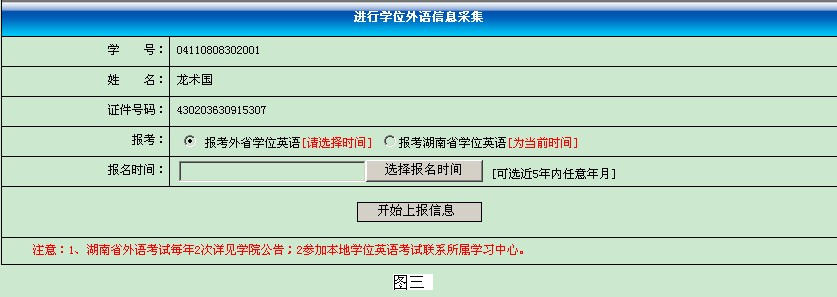 进行学位外语信息采集
学 号： 04110808302001
姓 名： 龙术国
证件号码： 430203630915307
报考： 报考外省学位英语[请选择时间] 报考湖南省学位英语[为当前时间]
报名时间： 选择报名时间 [可选近5年内任意年月]
开始上报信息
注意：1、湖南省外语考试每年2次详见学院公告；2参加本地学位英语考试联系所属学习中心。
图三